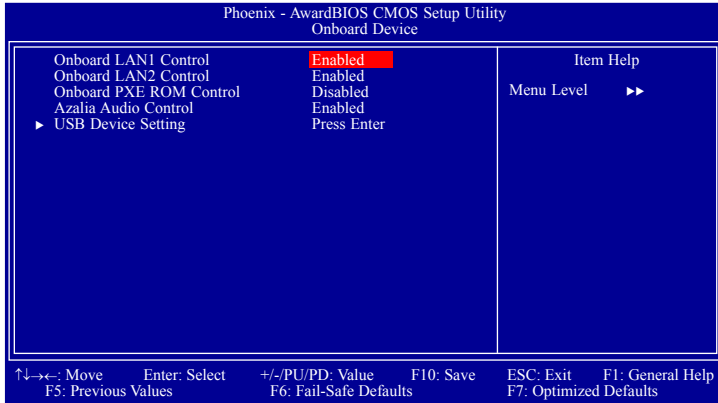 Phoenix - AwardBIOS CMOS Setup Utility
Onboard Device
Onboard LAN1 Control Enabled
Onboard LAN2 Control Enabled
Onboard PXE ROM Control Disabled
Azalia Audio Control Enabled
▶ USB Device Setting Press Enter
Item Help
Menu Level ▶▶
↑↓→←: Move Enter: Select +/-/PU/PD: Value F10: Save ESC: Exit F1: General Help
F5: Previous Values F6: Fail-Safe Defaults F7: Optimized Defaults